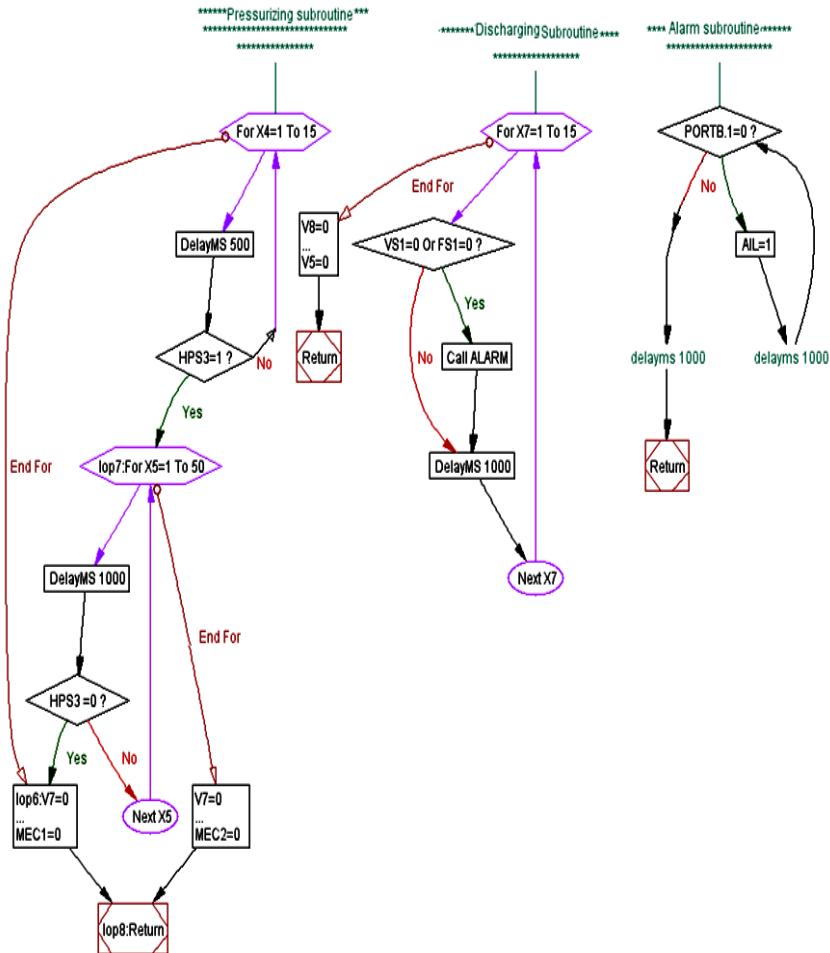 ******Pressurizing subroutine***
******************************
****************
For X4=1 To 15
DelayMS 500
HPS3=1 ?
No
Yes
lop7:For X5=1 To 50
End For
DelayMS 1000
End For
HPS3 =0 ?
Yes
No
lop6:V7=0
...
MEC1=0
Next X5
V7=0
...
MEC2=0
lop8:Return
*******Discharging Subroutine****
******************
For X7=1 To 15
End For
V8=0
...
V5=0
Return
VS1=0 Or FS1=0 ?
Yes
No
Call ALARM
DelayMS 1000
Next X7
**** Alarm subroutine*******
**********************
PORTB.1=0 ?
No
AIL=1
delayms 1000
delayms 1000
Return